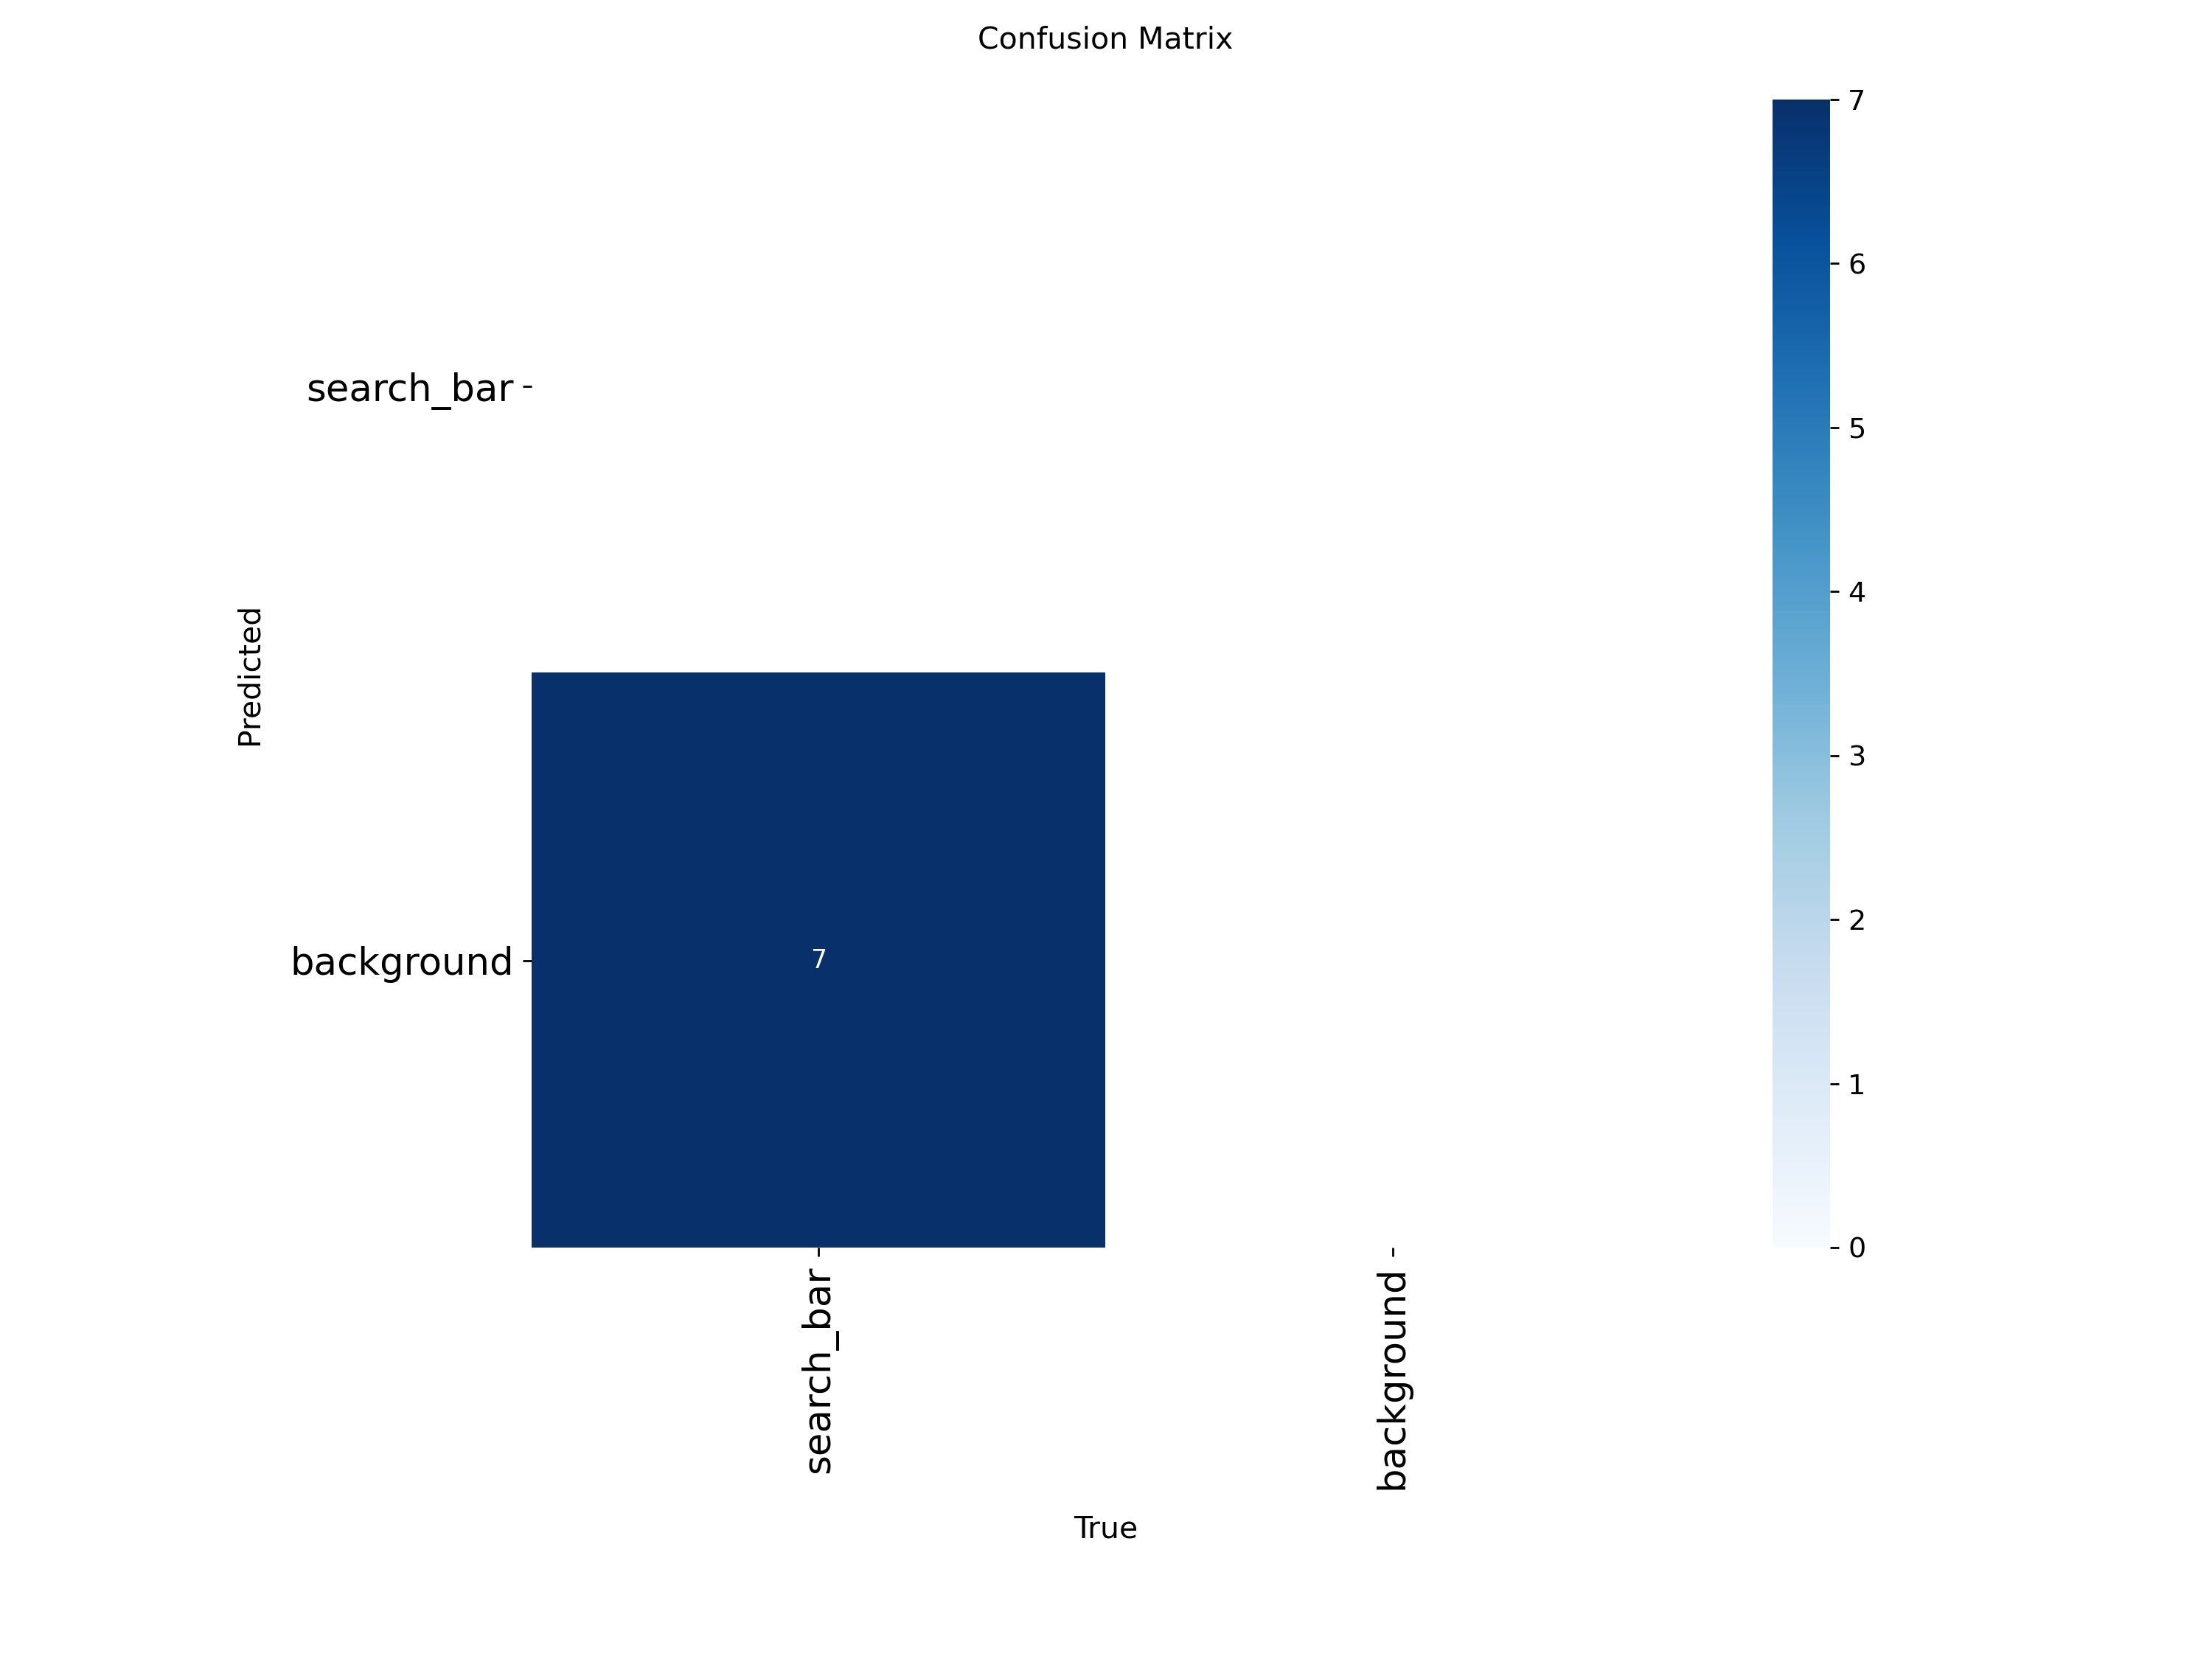 Confusion Matrix
7
6
5
4
3
2
1
0
Predicted
search_bar
background
7
search_bar
background
True